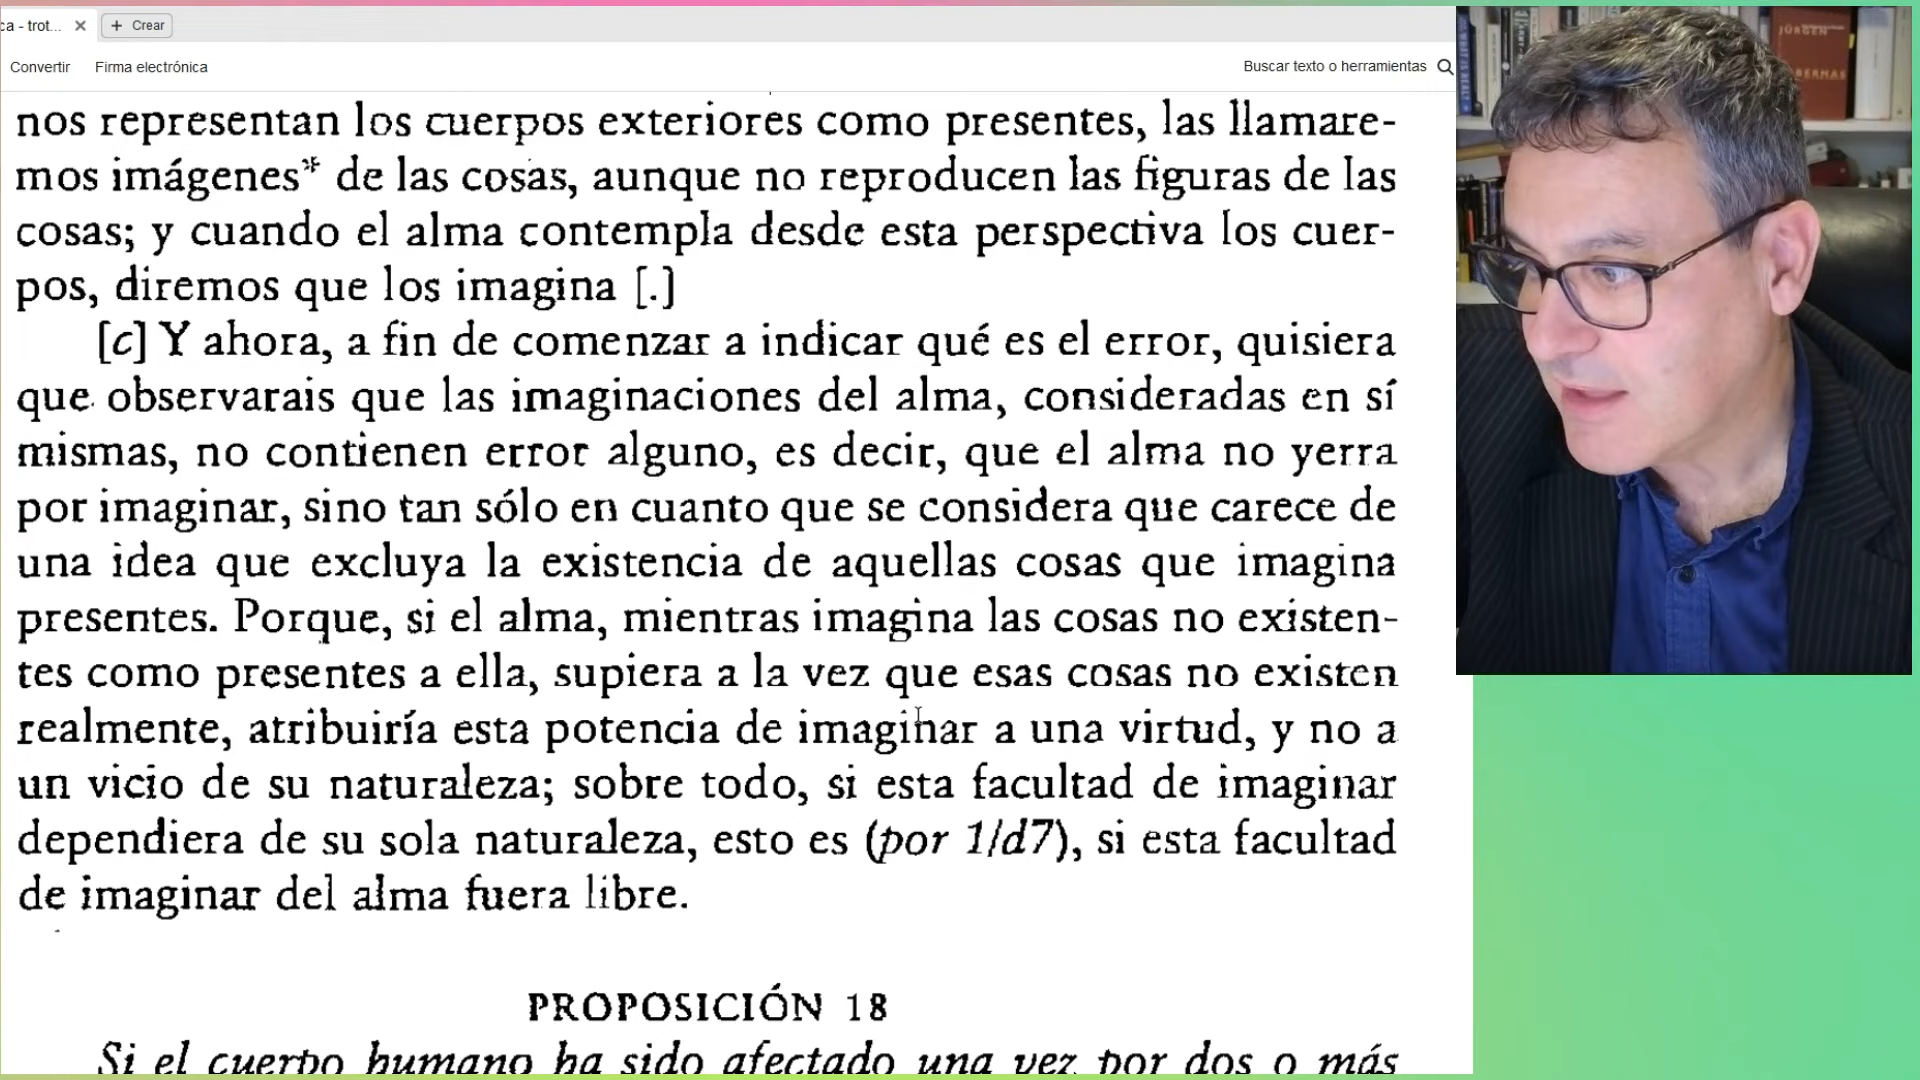 ca - trot...
Crear
Convertir
Firma electrónica
Buscar texto o herramientas
nos representan los cuerpos exteriores como presentes, las llamare-
mos imágenes* de las cosas, aunque no reproducen las figuras de las
cosas; y cuando el alma contempla desde esta perspectiva los cuer-
pos, diremos que los imagina [.]
[c] Y ahora, a fin de comenzar a indicar qué es el error, quisiera
que observarais que las imaginaciones del alma, consideradas en sí
mismas, no contienen error alguno, es decir, que el alma no yerra
por imaginar, sino tan sólo en cuanto que se considera que carece de
una idea que excluya la existencia de aquellas cosas que imagina
presentes. Porque, si el alma, mientras imagina las cosas no existen-
tes como presentes a ella, supiera a la vez que esas cosas no existen
realmente, atribuiría esta potencia de imaginar a una virtud, y no a
un vicio de su naturaleza; sobre todo, si esta facultad de imaginar
dependiera de su sola naturaleza, esto es (por 1/d7), si esta facultad
de imaginar del alma fuera libre.
PROPOSICIÓN 18
Si el cuerpo humano ha sido afectado una vez por dos o más
JÜRGEN